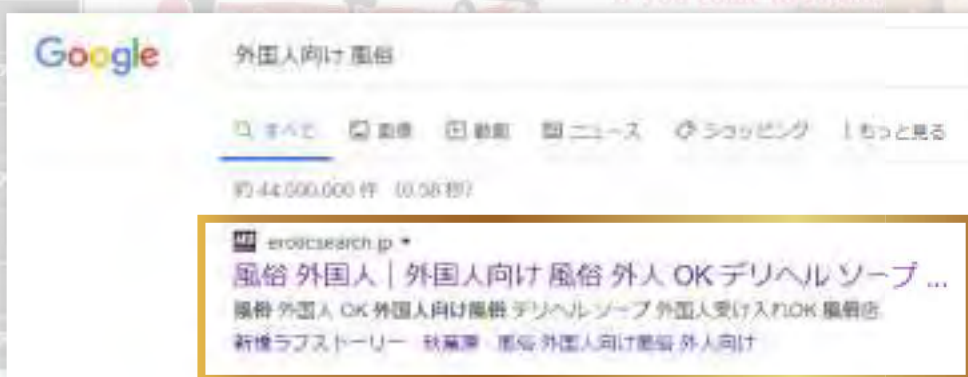 Google
外国人向け 風俗
すべて 画像 動画 ニュース ショッピング もっと見る
約 44,000,000 件 (0.58 秒)
eroticsearch.jp
風俗 外国人 | 外国人向け 風俗 外人 OK デリヘル ソープ ...
風俗 外国人 OK 外国人向け風俗 デリヘル ソープ 外国人受け入れOK 風俗店
新橋ラブストーリー 秋葉原 風俗 外国人向け風俗 外人向け